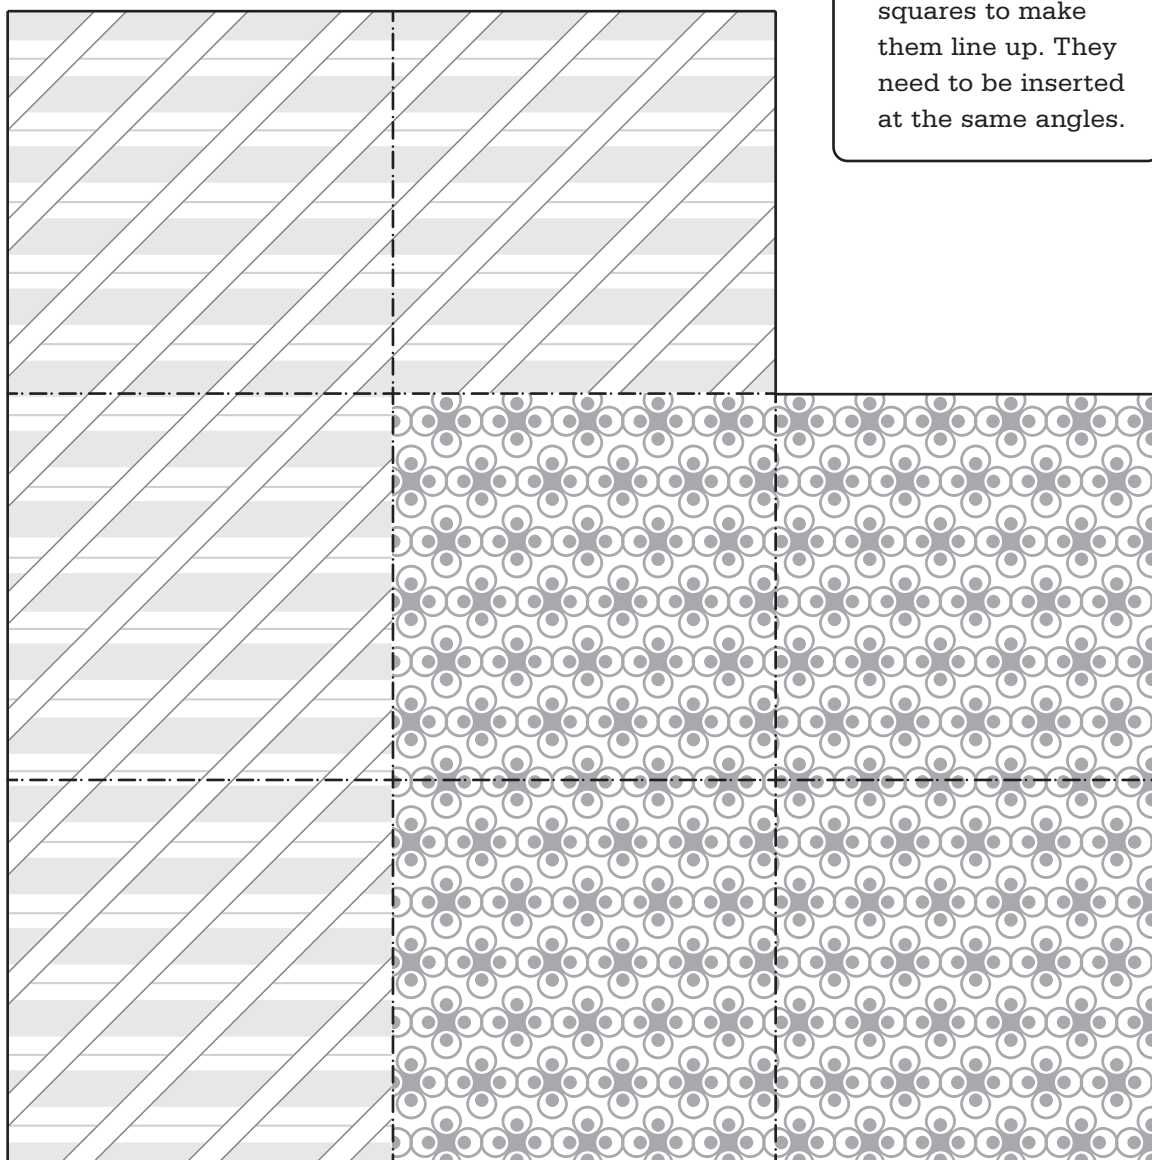 squares to make
them line up. They
need to be inserted
at the same angles.